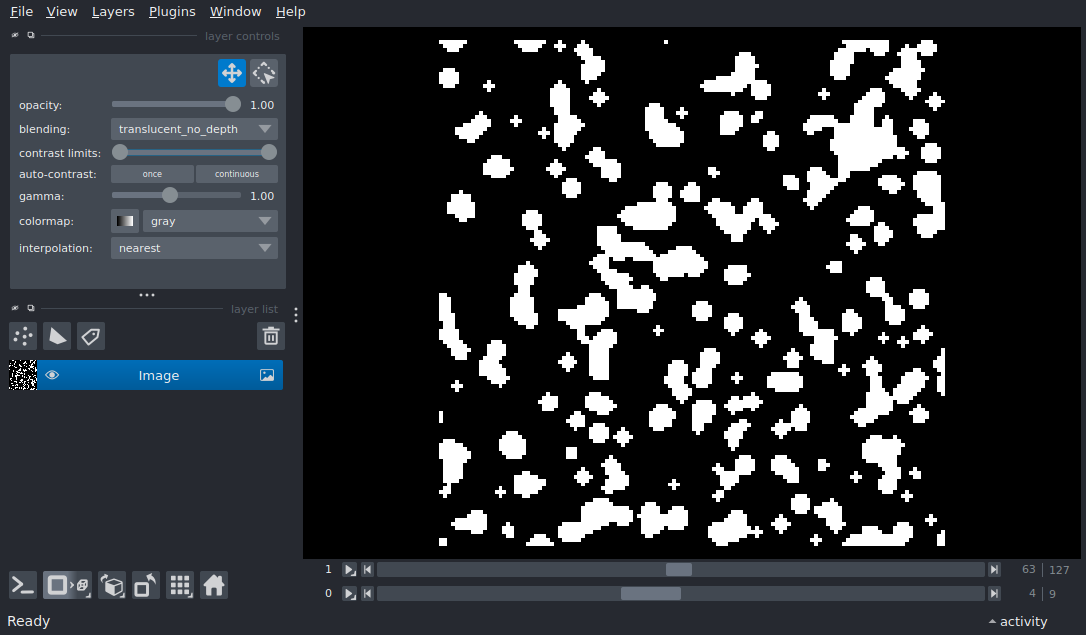 File View Layers Plugins Window Help
layer controls
opacity: 1.00
blending: translucent_no_depth
contrast limits:
auto-contrast: once continuous
gamma: 1.00
colormap: gray
interpolation: nearest
layer list
Image
1 63 127
0 4 9
Ready activity